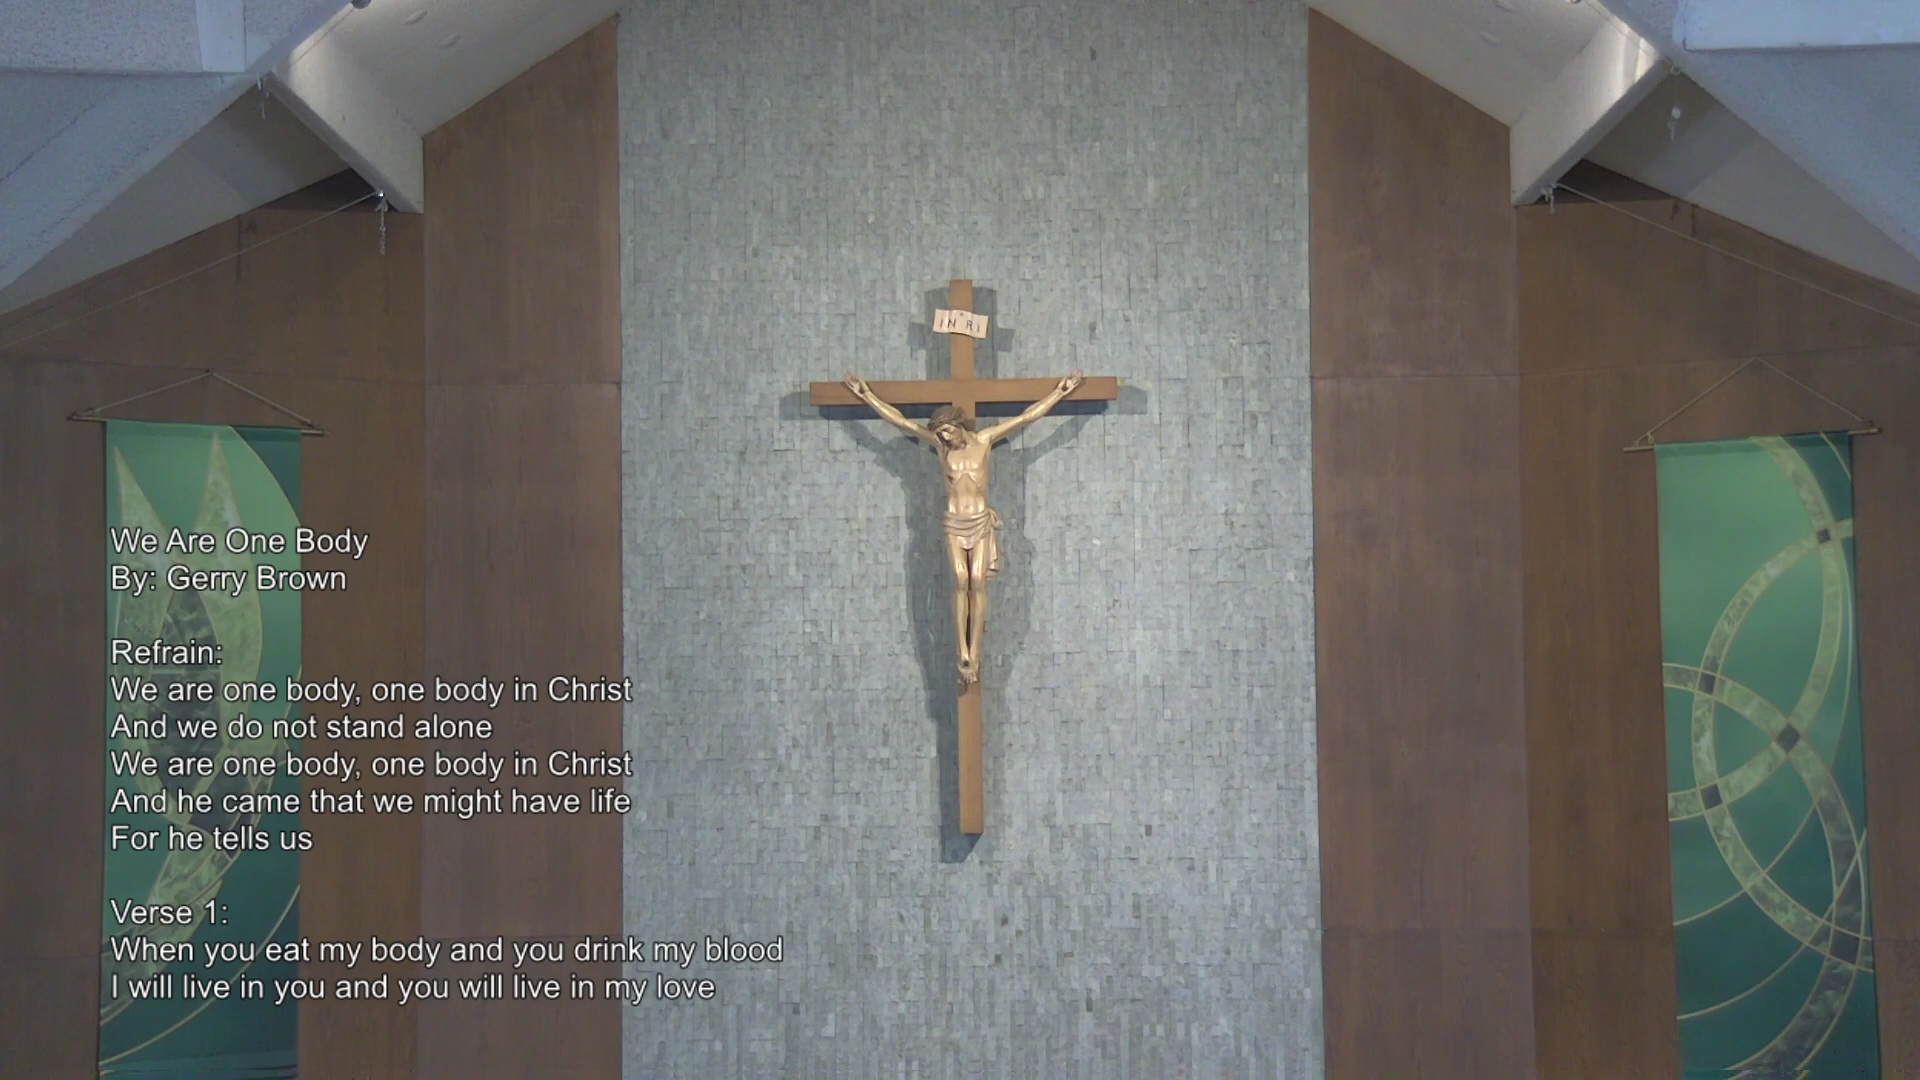 INRI
We Are One Body
By: Gerry Brown
Refrain:
We are one body, one body in Christ
And we do not stand alone
We are one body, one body in Christ
And he came that we might have life
For he tells us
Verse 1:
When you eat my body and you drink my blood
I will live in you and you will live in my love